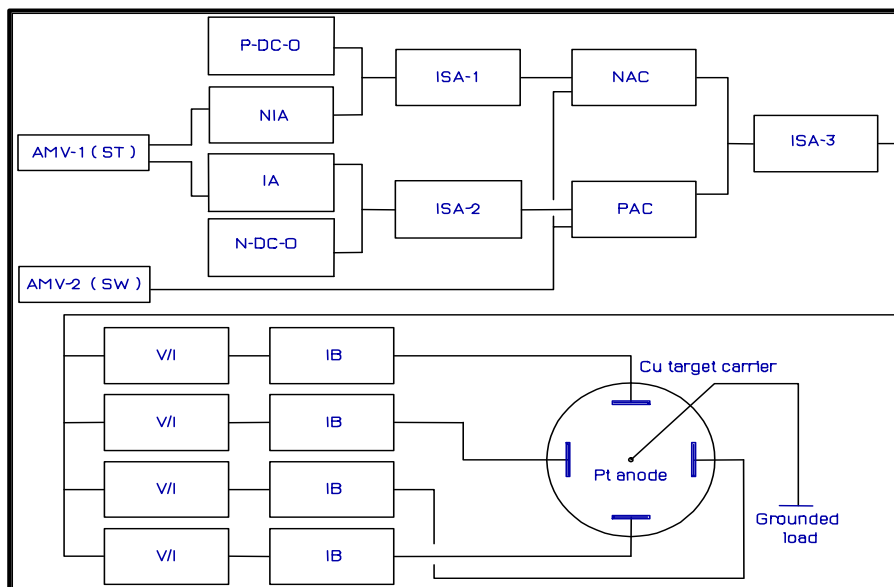 P-DC-O
ISA-1
NAC
NIA
AMV-1 ( ST )
ISA-3
IA
ISA-2
PAC
N-DC-O
AMV-2 ( SW )
V/I
IB
Cu target carrier
V/I
IB
Pt anode
V/I
IB
Grounded
load
V/I
IB